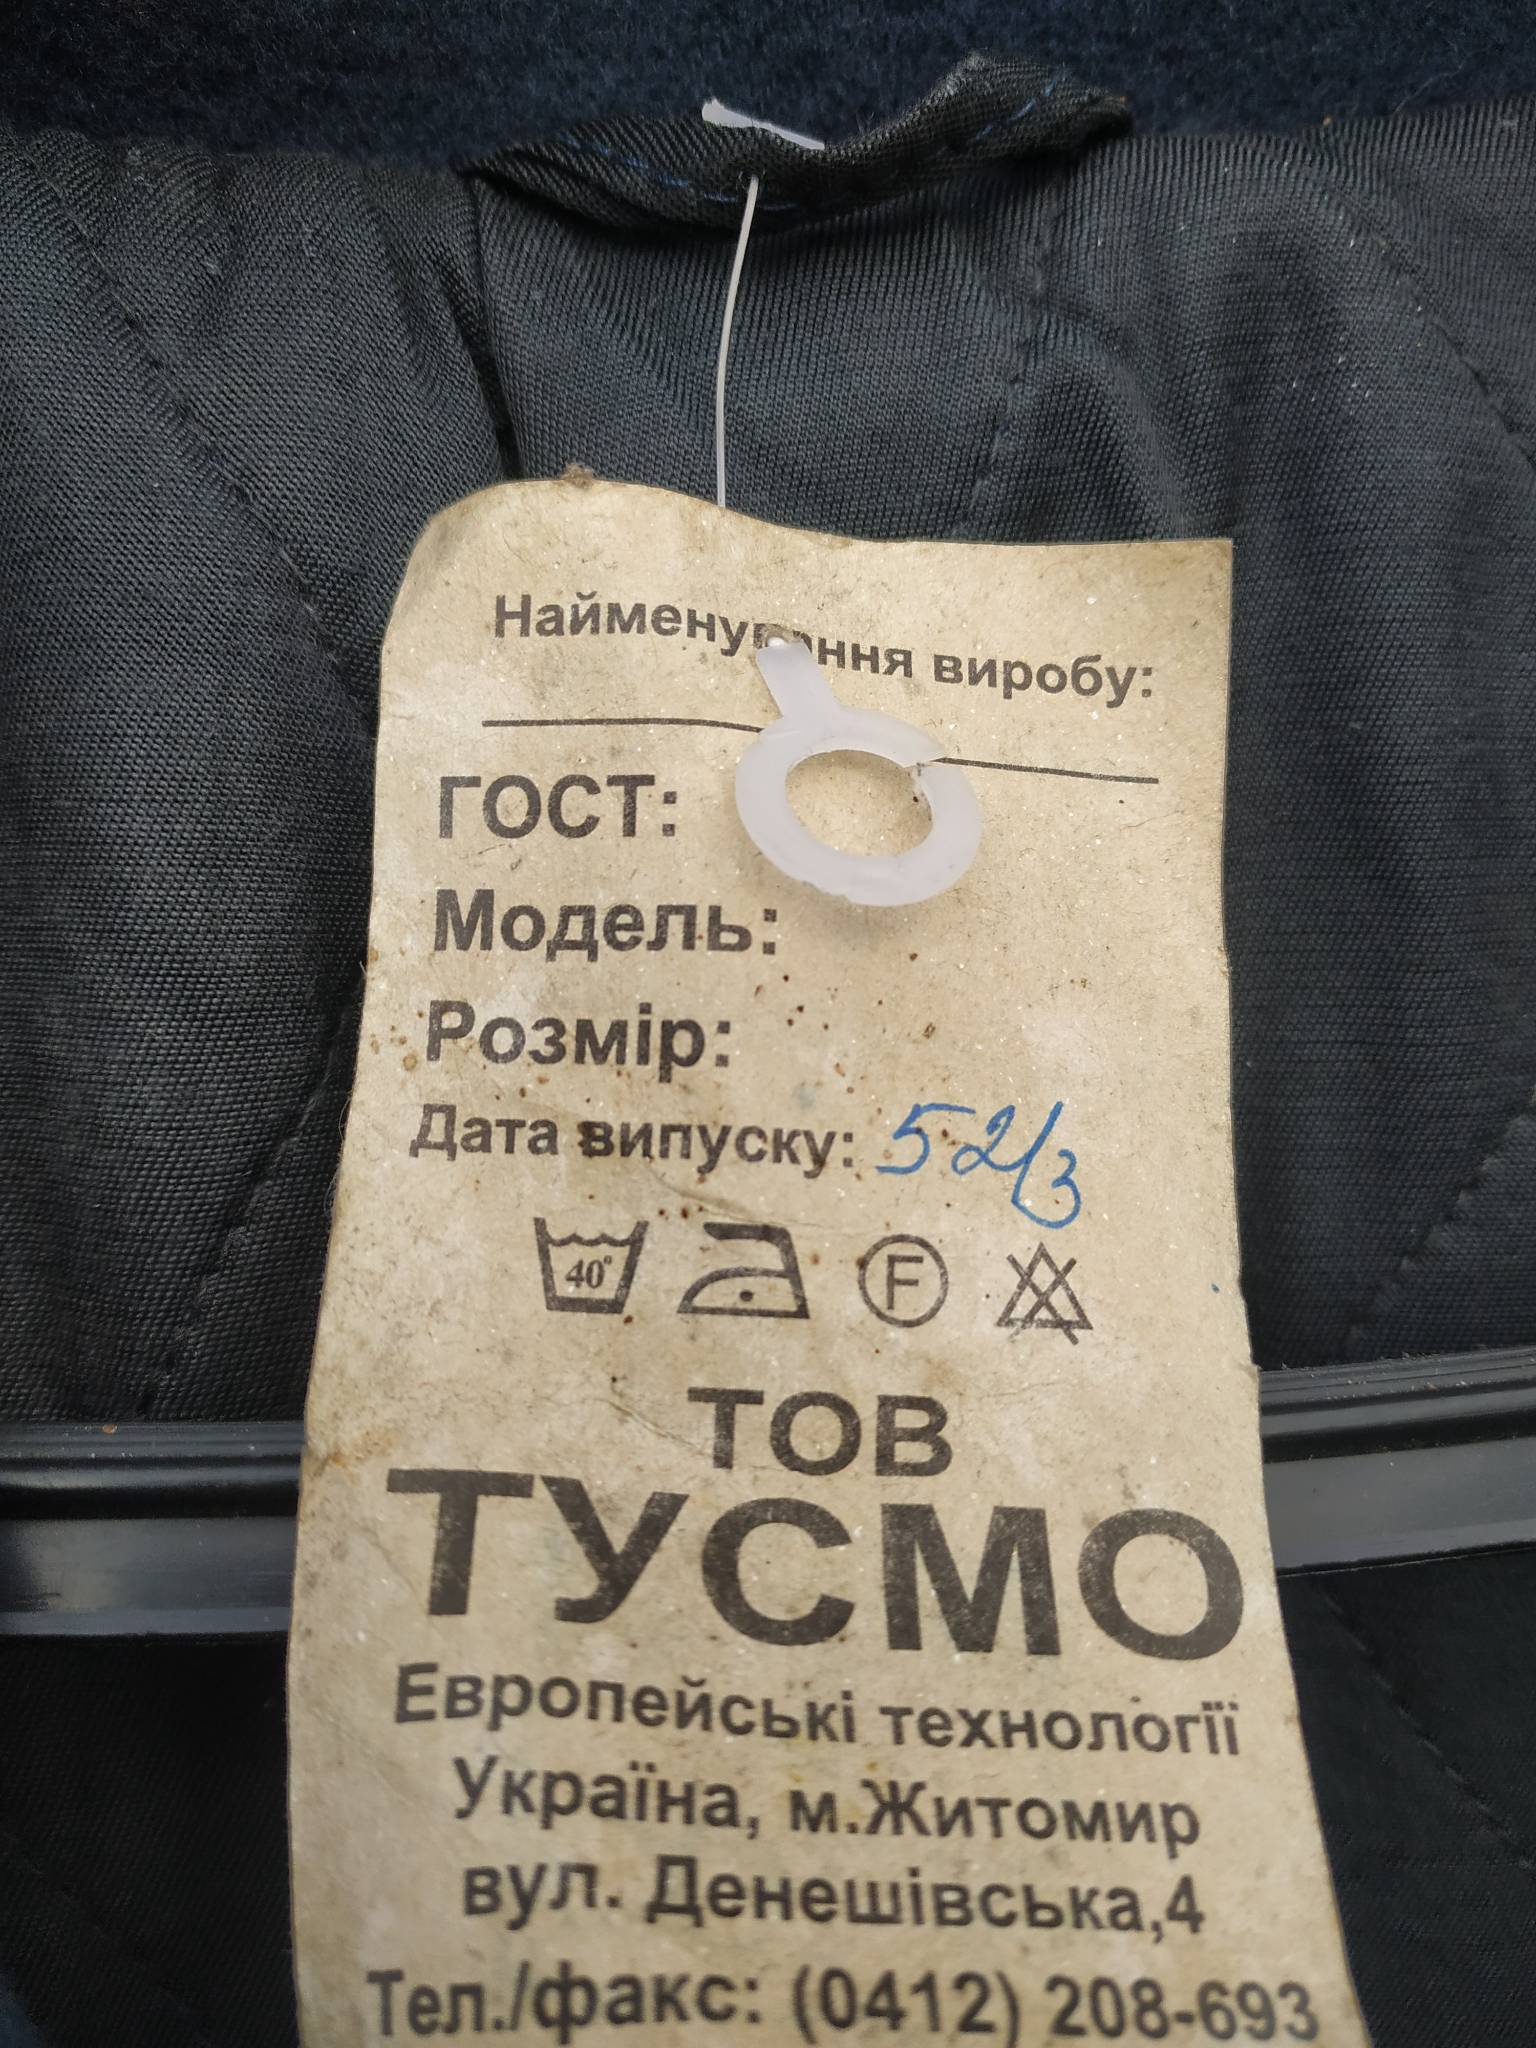 Найменування виробу:
ГОСТ:
Модель:
Розмір:
Дата випуску: 52/3
40°
F
ТОВ
ТУСМО
Европейські технологіїї
Україна, м.Житомир
вул. Денешівська,4
Тел./факс: (0412) 208-693